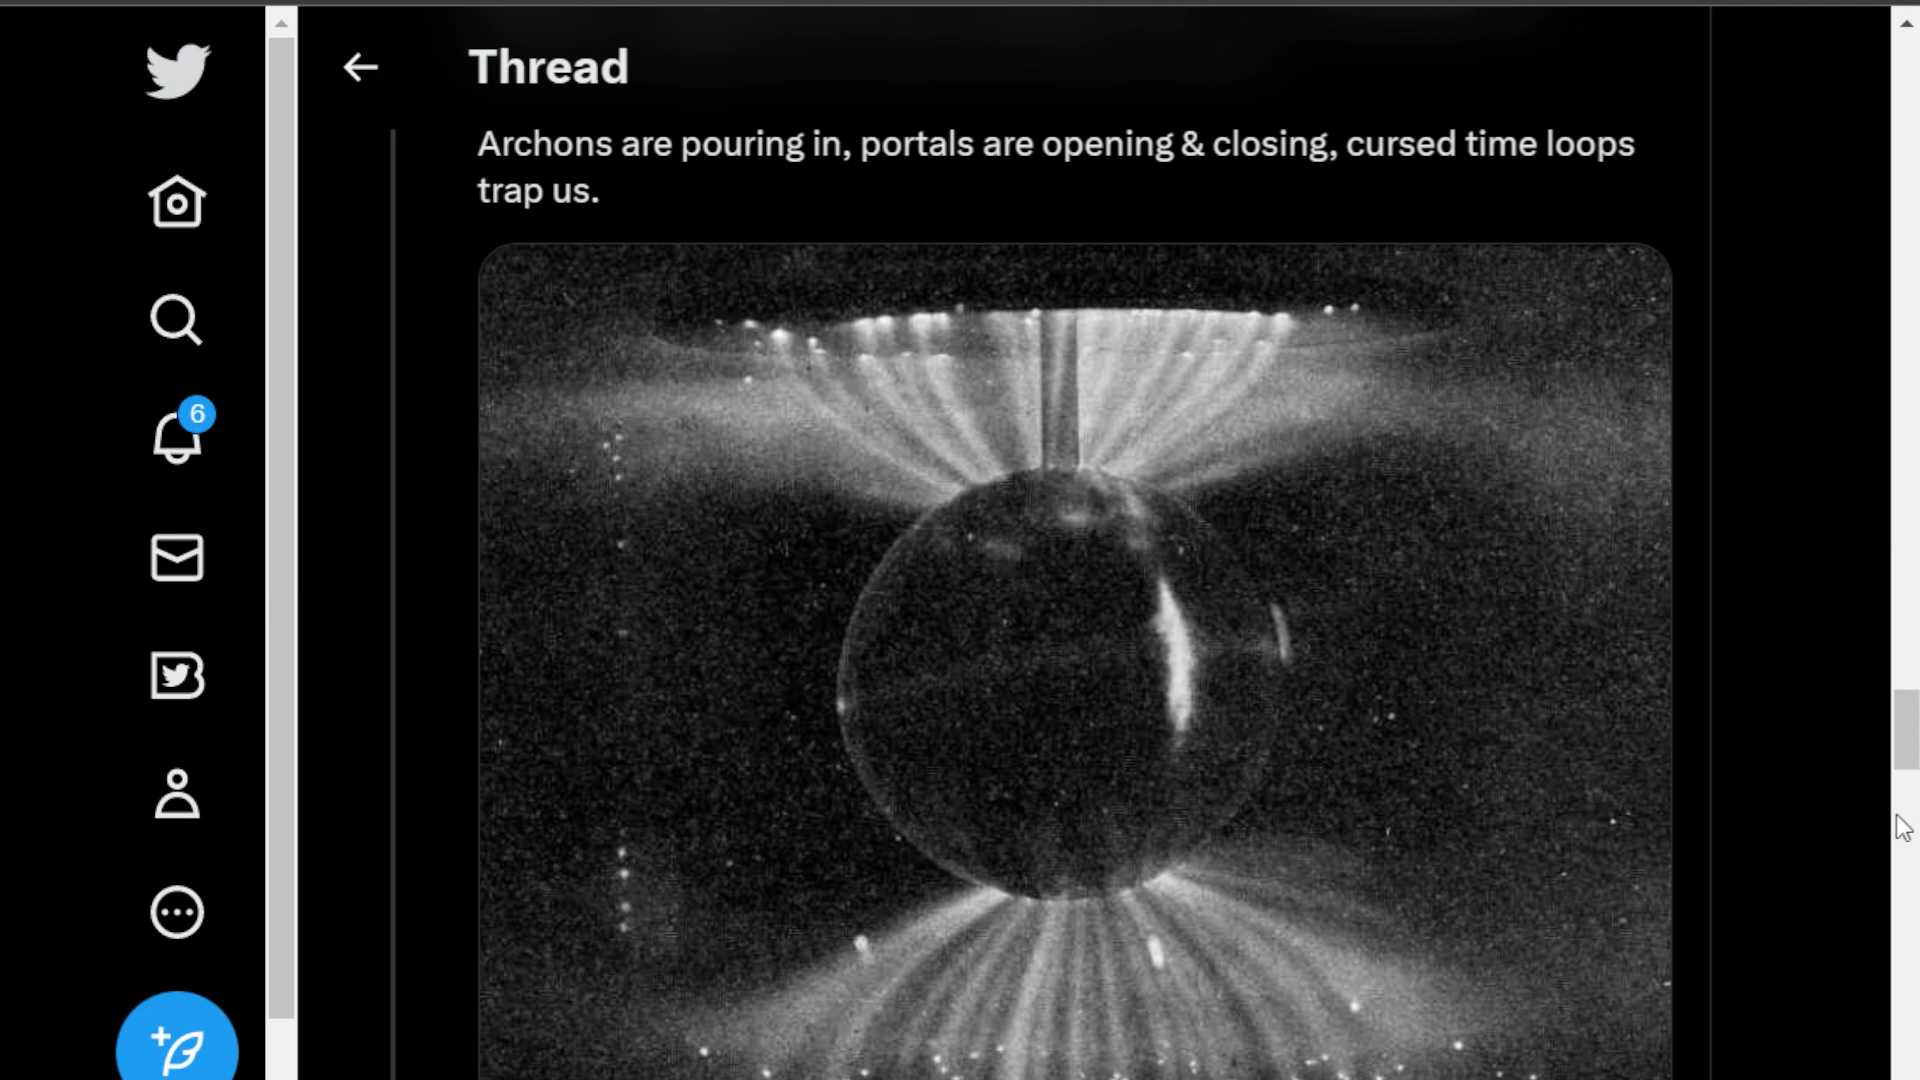 Thread
Archons are pouring in, portals are opening & closing, cursed time loops
trap us.
6